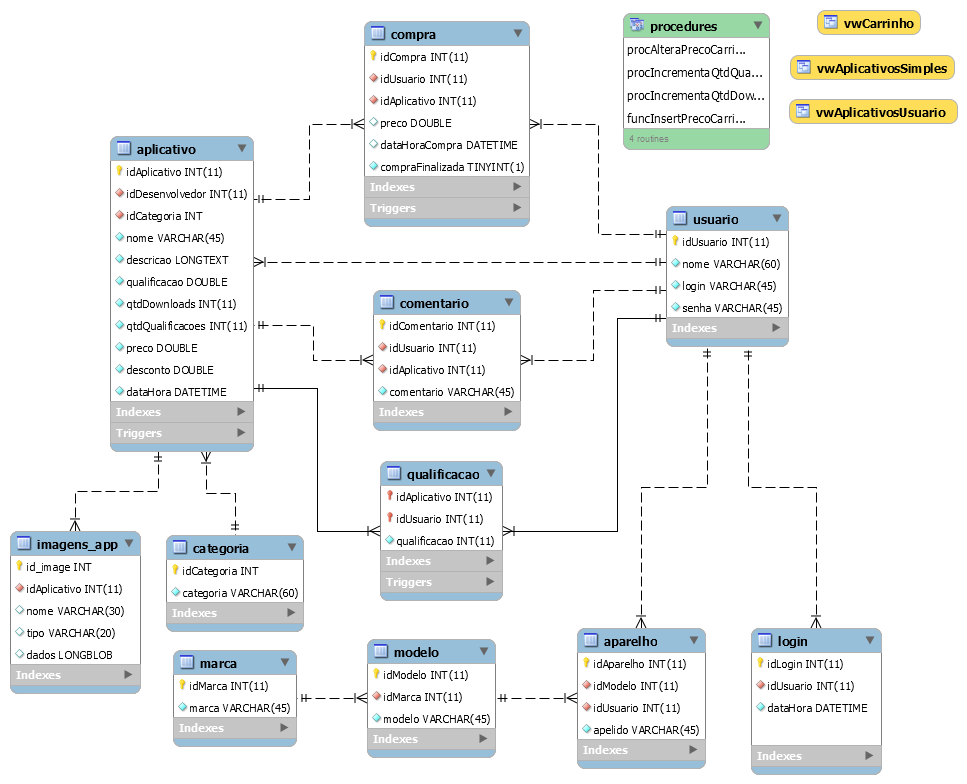 compra
idCompra INT(11)
idUsuario INT(11)
idAplicativo INT(11)
preco DOUBLE
dataHoraCompra DATETIME
compraFinalizada TINYINT(1)
Indexes
Triggers
procedures
procAlteraPrecoCarri...
procIncrementaQtdQua...
procIncrementaQtdDow...
funcInsertPrecoCarri...
4 routines
vwCarrinho
vwAplicativosSimples
vwAplicativosUsuario
aplicativo
idAplicativo INT(11)
idDesenvolvedor INT(11)
idCategoria INT
nome VARCHAR(45)
descricao LONGTEXT
qualificacao DOUBLE
qtdDownloads INT(11)
qtdQualificacoes INT(11)
preco DOUBLE
desconto DOUBLE
dataHora DATETIME
Indexes
Triggers
usuario
idUsuario INT(11)
nome VARCHAR(60)
login VARCHAR(45)
senha VARCHAR(45)
Indexes
comentario
idComentario INT(11)
idUsuario INT(11)
idAplicativo INT(11)
comentario VARCHAR(45)
Indexes
qualificacao
idAplicativo INT(11)
idUsuario INT(11)
qualificacao INT(11)
Indexes
Triggers
imagens_app
id_image INT
idAplicativo INT(11)
nome VARCHAR(30)
tipo VARCHAR(20)
dados LONGBLOB
Indexes
categoria
idCategoria INT
categoria VARCHAR(60)
Indexes
marca
idMarca INT(11)
marca VARCHAR(45)
Indexes
modelo
idModelo INT(11)
idMarca INT(11)
modelo VARCHAR(45)
Indexes
aparelho
idAparelho INT(11)
idModelo INT(11)
idUsuario INT(11)
apelido VARCHAR(45)
Indexes
login
idLogin INT(11)
idUsuario INT(11)
dataHora DATETIME
Indexes